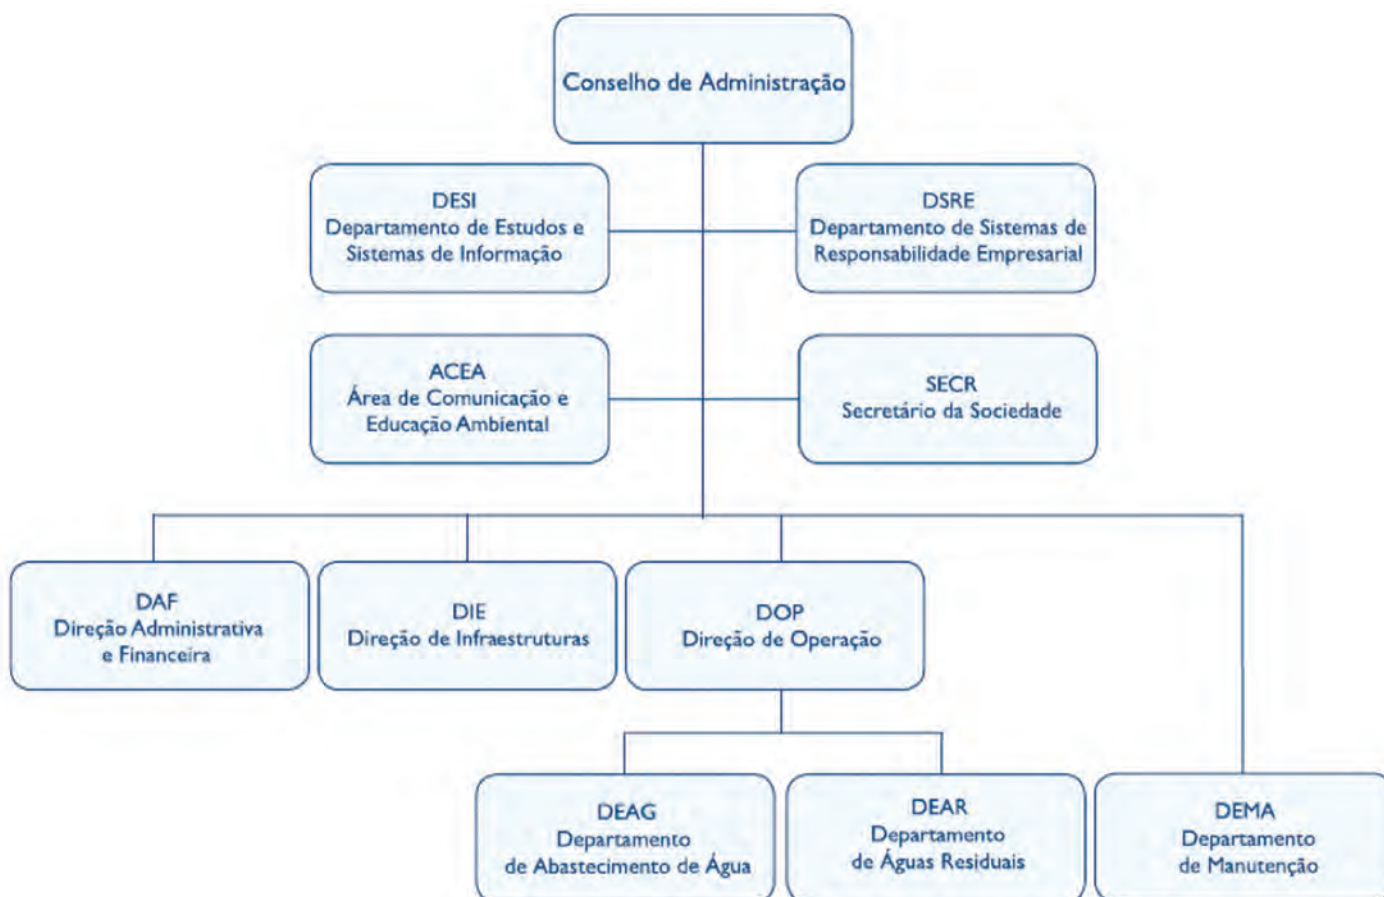 Conselho de Administração
DESI
Departamento de Estudos e
Sistemas de Informação
DSRE
Departamento de Sistemas de
Responsabilidade Empresarial
ACEA
Área de Comunicação e
Educação Ambiental
SECR
Secretário da Sociedade
DAF
Direção Administrativa
e Financeira
DIE
Direção de Infraestruturas
DOP
Direção de Operação
DEAG
Departamento
de Abastecimento de Água
DEAR
Departamento
de Águas Residuais
DEMA
Departamento
de Manutenção